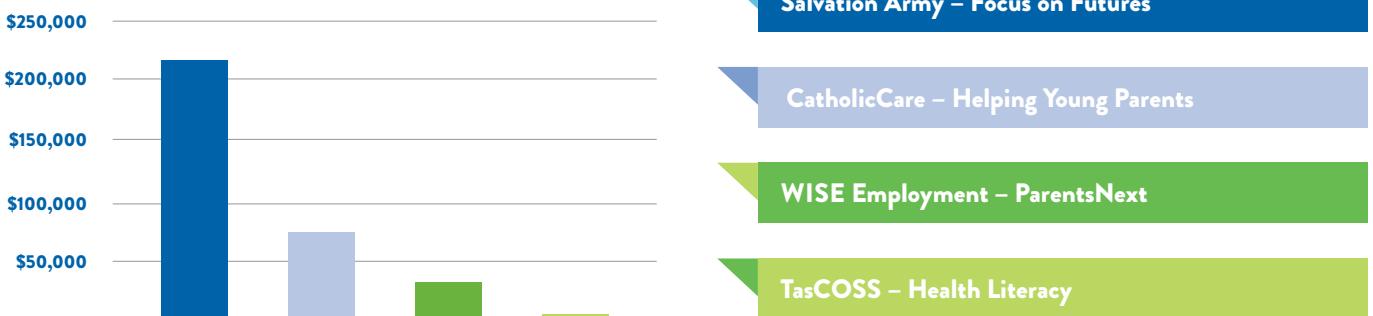 $250,000
$200,000
$150,000
$100,000
$50,000
Salvation Army – Focus on Futures
CatholicCare – Helping Young Parents
WISE Employment – ParentsNext
TasCOSS – Health Literacy